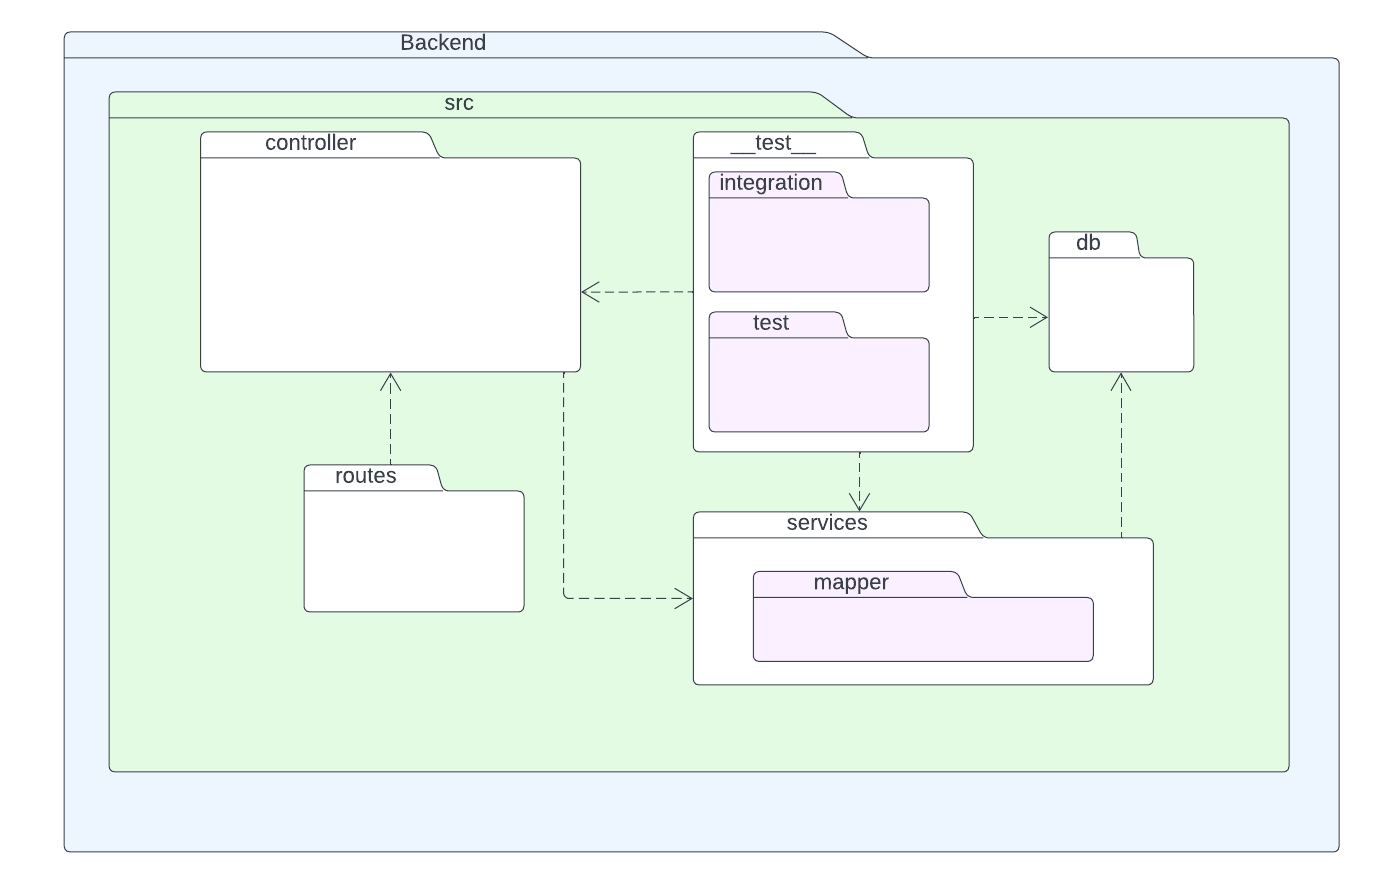 Backend
src
controller
__test__
integration
db
test
routes
services
mapper